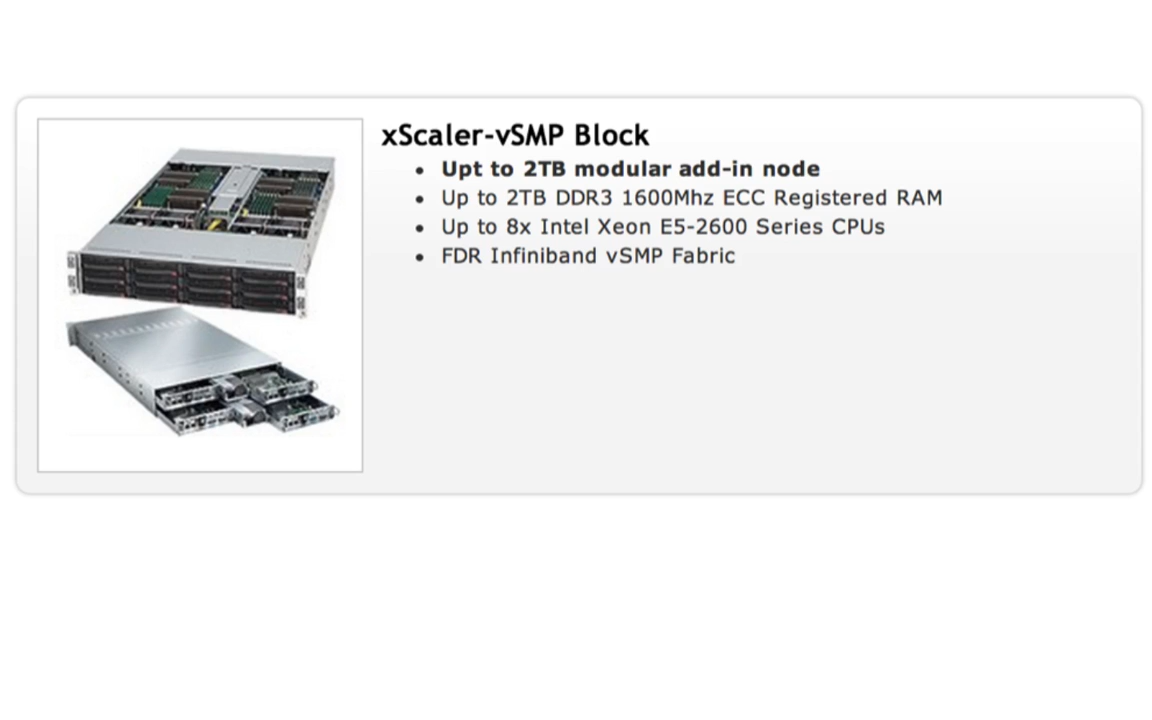 xScaler-vSMP Block
Upt to 2TB modular add-in node
Up to 2TB DDR3 1600Mhz ECC Registered RAM
Up to 8x Intel Xeon E5-2600 Series CPUs
FDR Infiniband vSMP Fabric